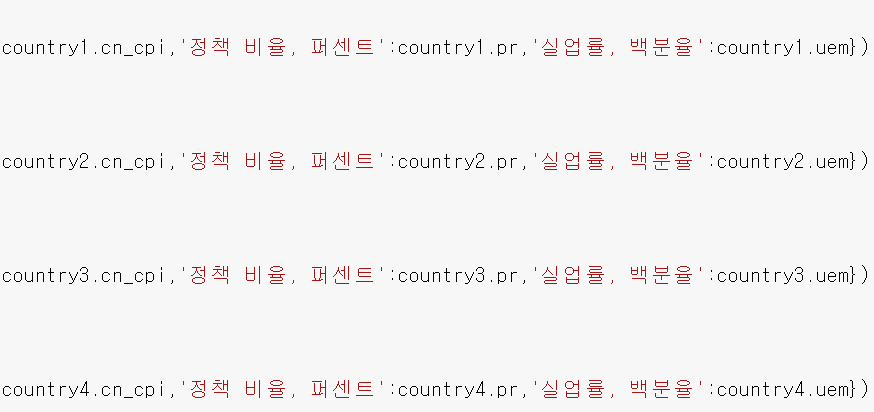 country1.cn_cpi,'정책 비율, 퍼센트':country1.pr,'실업률, 백분율':country1.uem})
country2.cn_cpi,'정책 비율, 퍼센트':country2.pr,'실업률, 백분율':country2.uem})
country3.cn_cpi,'정책 비율, 퍼센트':country3.pr,'실업률, 백분율':country3.uem})
country4.cn_cpi,'정책 비율, 퍼센트':country4.pr,'실업률, 백분율':country4.uem})